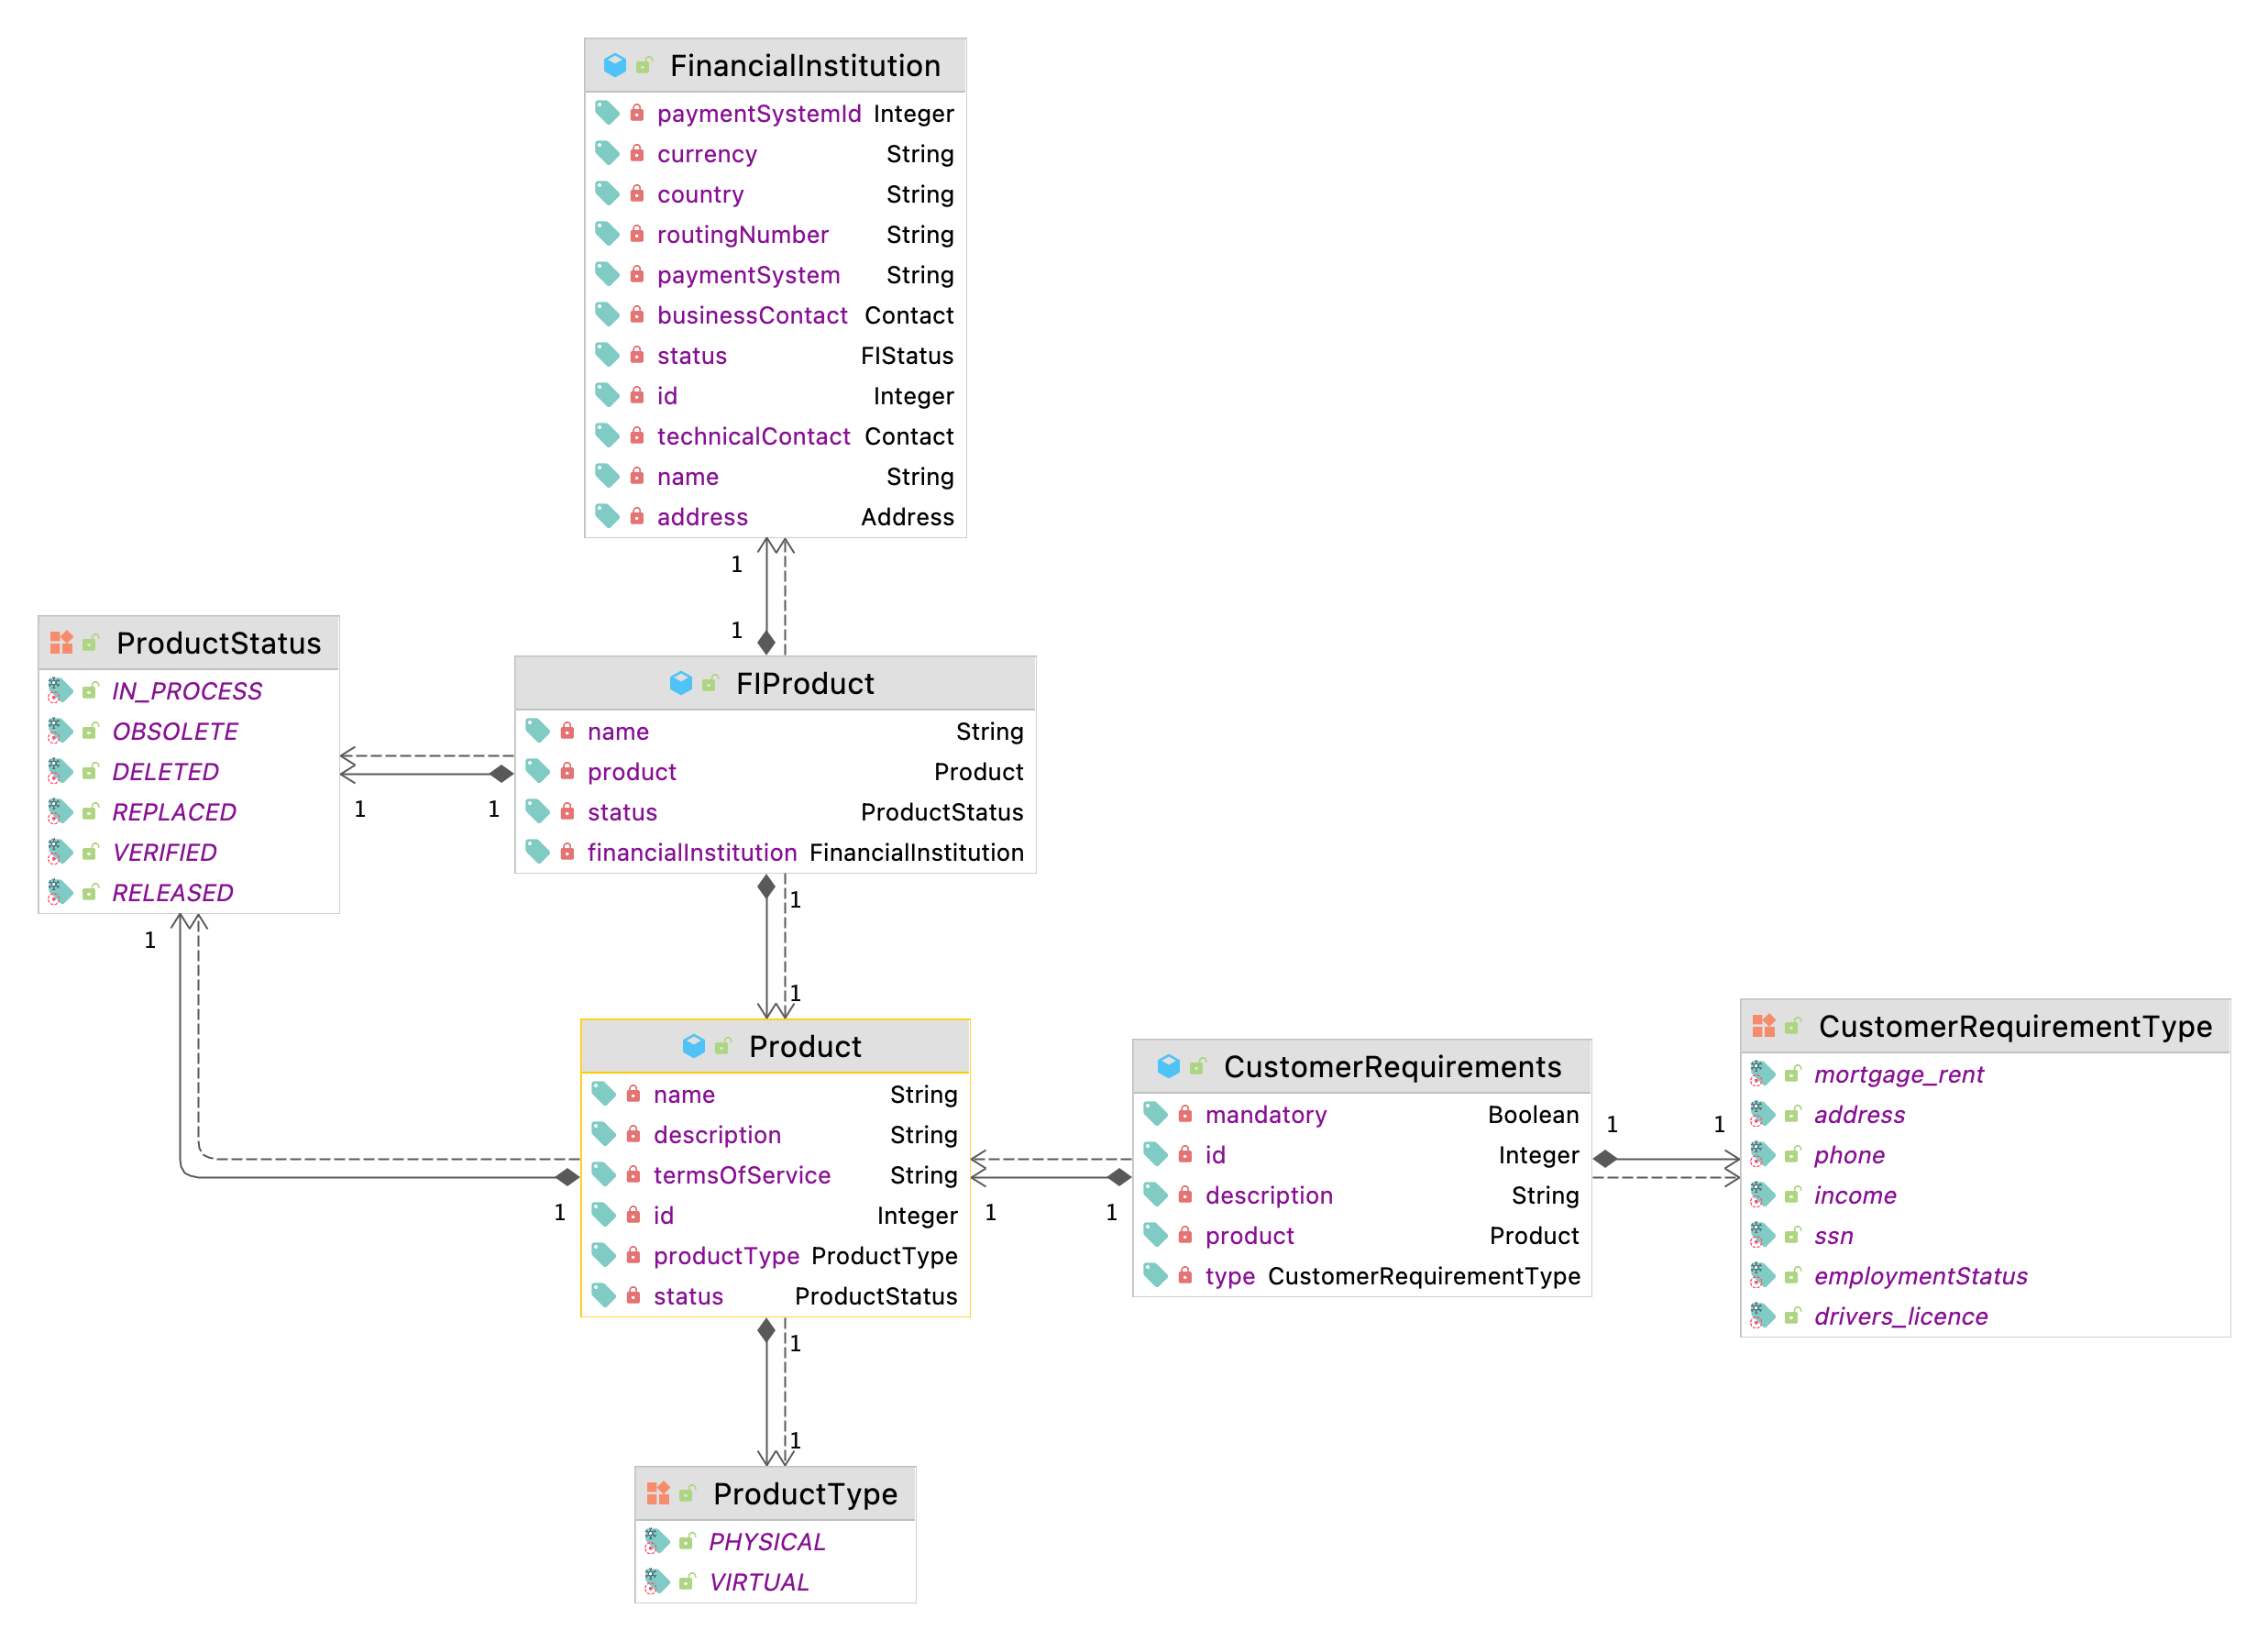 FinancialInstitution
paymentSystemId Integer
currency String
country String
routingNumber String
paymentSystem String
businessContact Contact
status FIStatus
id Integer
technicalContact Contact
name String
address Address
1
1
ProductStatus
IN_PROCESS
OBSOLETE
DELETED
REPLACED
VERIFIED
RELEASED
1 1
FIProduct
name String
product Product
status ProductStatus
financialInstitution FinancialInstitution
1
1
1
Product
name String
description String
termsOfService String
id Integer
productType ProductType
status ProductStatus
1
1 1
CustomerRequirements
mandatory Boolean
id Integer
description String
product Product
type CustomerRequirementType
1 1
CustomerRequirementType
mortgage_rent
address
phone
income
ssn
employmentStatus
drivers_licence
1
1
ProductType
PHYSICAL
VIRTUAL